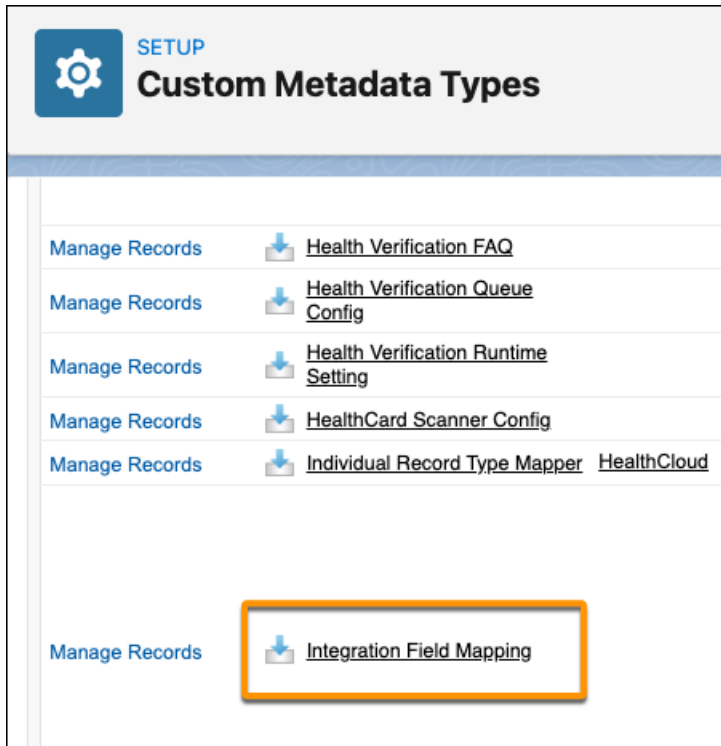 SETUP
Custom Metadata Types
Manage Records Health Verification FAQ
Manage Records Health Verification Queue
Config
Manage Records Health Verification Runtime
Setting
Manage Records HealthCard Scanner Config
Manage Records Individual Record Type Mapper HealthCloud
Manage Records Integration Field Mapping